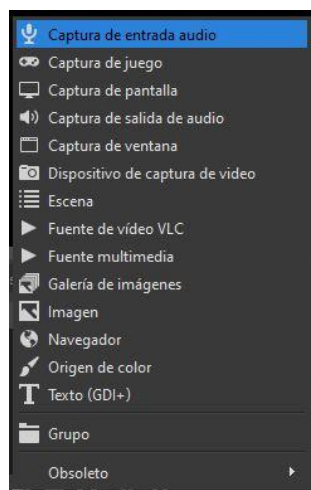 Captura de entrada audio
Captura de juego
Captura de pantalla
Captura de salida de audio
Captura de ventana
Dispositivo de captura de video
Escena
Fuente de vídeo VLC
Fuente multimedia
Galería de imágenes
Imagen
Navegador
Origen de color
Texto (GDI+)
Grupo
Obsoleto